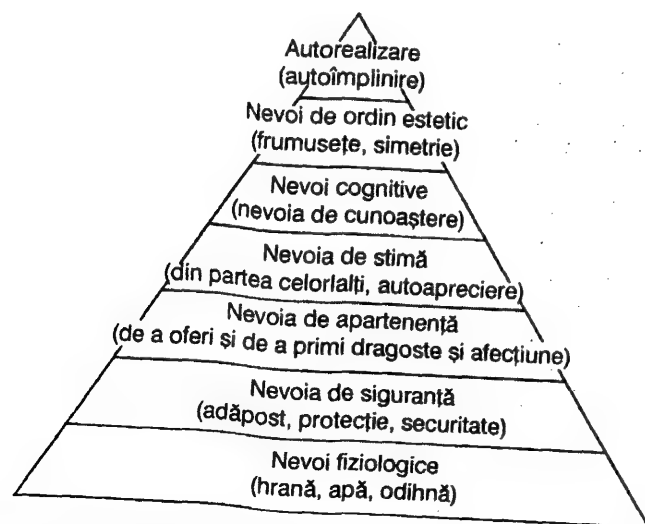 Autorealizare
(autoîmplinire)
Nevoi de ordin estetic
(frumusețe, simetrie)
Nevoi cognitive
(nevoia de cunoaștere)
Nevoia de stimă
(din partea celorlalți, autoapreciere)
Nevoia de apartenență
(de a oferi și de a primi dragoste și afecțiune)
Nevoia de siguranță
(adăpost, protecție, securitate)
Nevoi fiziologice
(hrană, apă, odihnă)